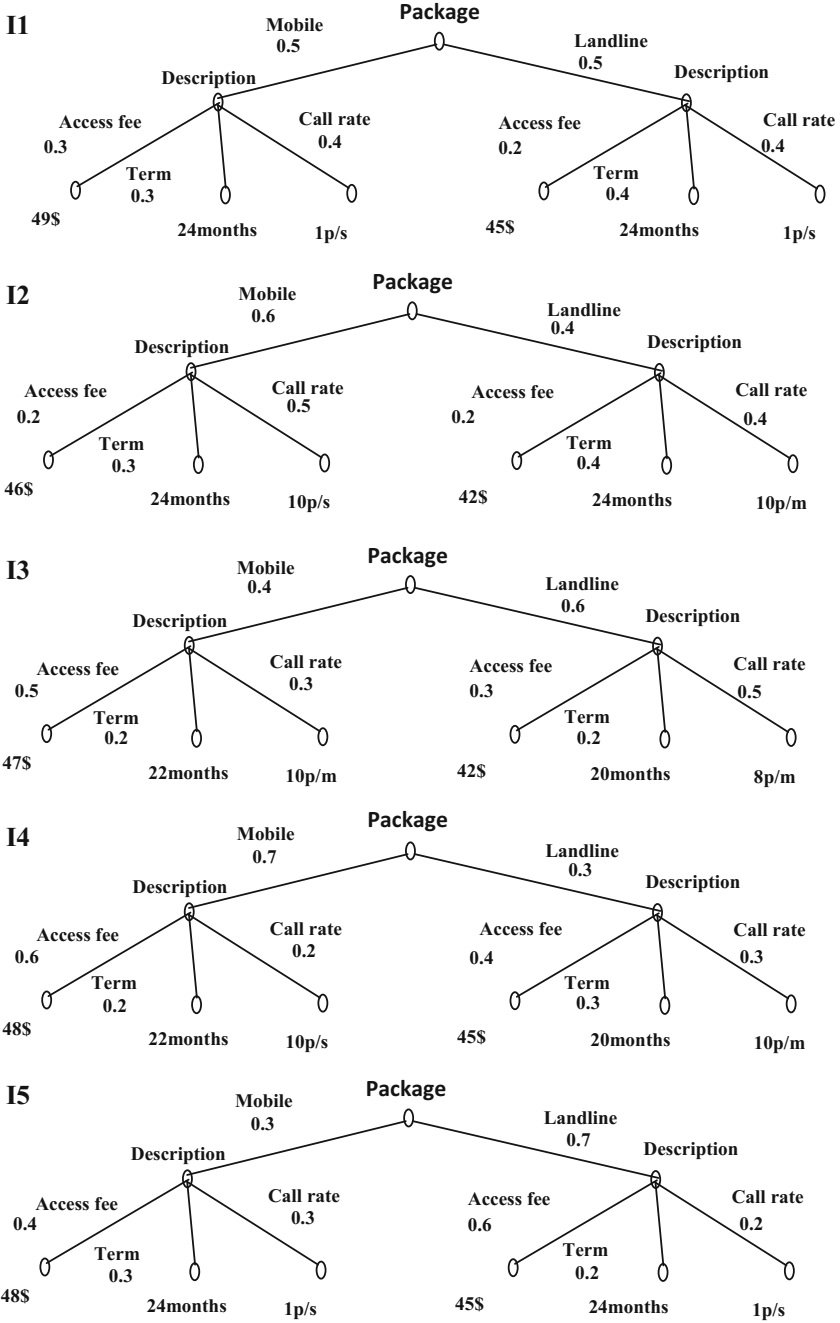 I1
Package
Mobile
0.5
Landline
0.5
Description
Description
Access fee
0.3
Call rate
0.4
Access fee
0.2
Call rate
0.4
Term
0.3
Term
0.4
49$
24months
1p/s
45$
24months
1p/s
I2
Package
Mobile
0.6
Landline
0.4
Description
Description
Access fee
0.2
Call rate
0.5
Access fee
0.2
Call rate
0.4
Term
0.3
Term
0.4
46$
24months
10p/s
42$
24months
10p/m
I3
Package
Mobile
0.4
Landline
0.6
Description
Description
Access fee
0.5
Call rate
0.3
Access fee
0.3
Call rate
0.5
Term
0.2
Term
0.2
47$
22months
10p/m
42$
20months
8p/m
I4
Package
Mobile
0.7
Landline
0.3
Description
Description
Access fee
0.6
Call rate
0.2
Access fee
0.4
Call rate
0.3
Term
0.2
Term
0.3
48$
22months
10p/s
45$
20months
10p/m
I5
Package
Mobile
0.3
Landline
0.7
Description
Description
Access fee
0.4
Call rate
0.3
Access fee
0.6
Call rate
0.2
Term
0.3
Term
0.2
48$
24months
1p/s
45$
24months
1p/s